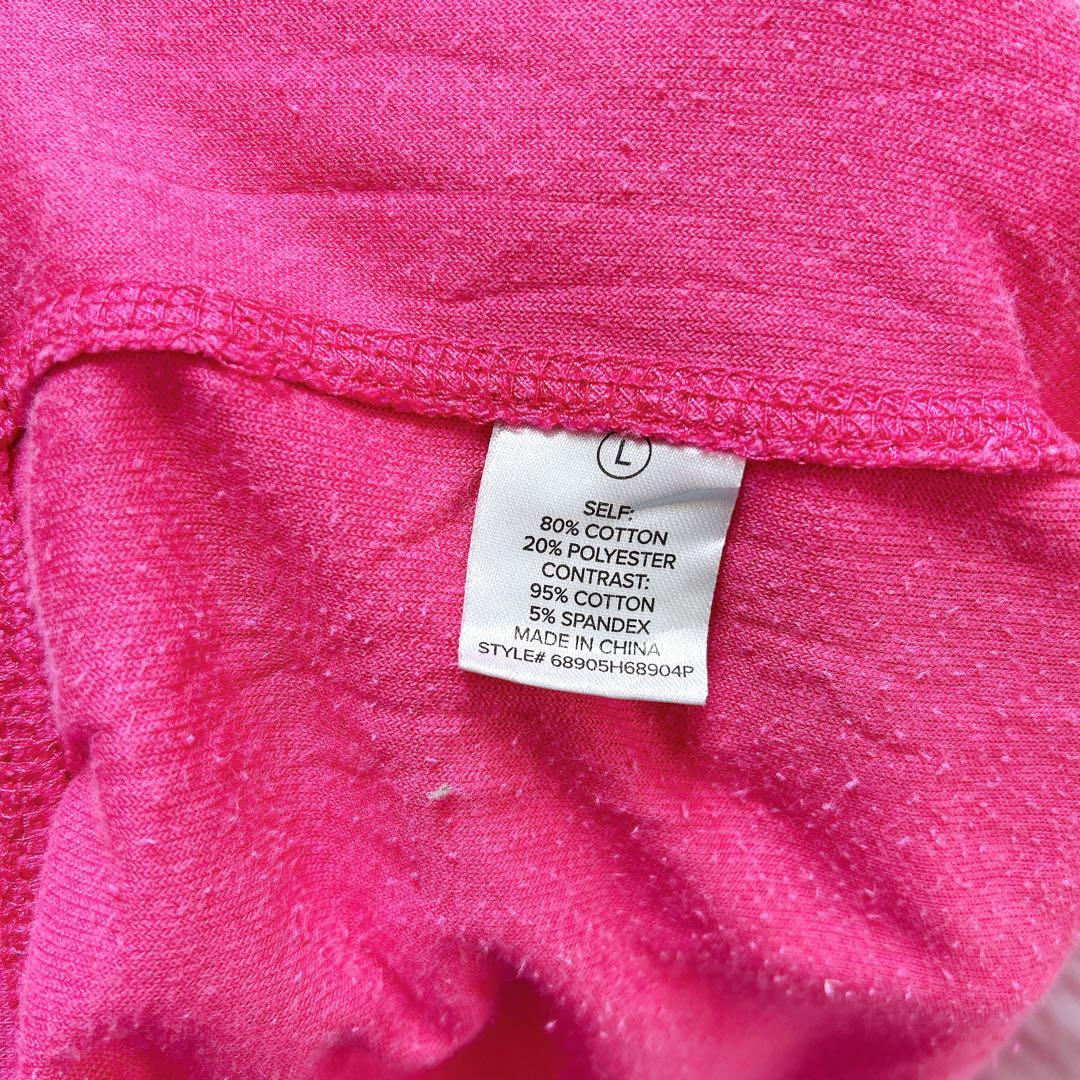 L
SELF:
80% COTTON
20% POLYESTER
CONTRAST:
95% COTTON
5% SPANDEX
MADE IN CHINA
STYLE# 68905H68904P